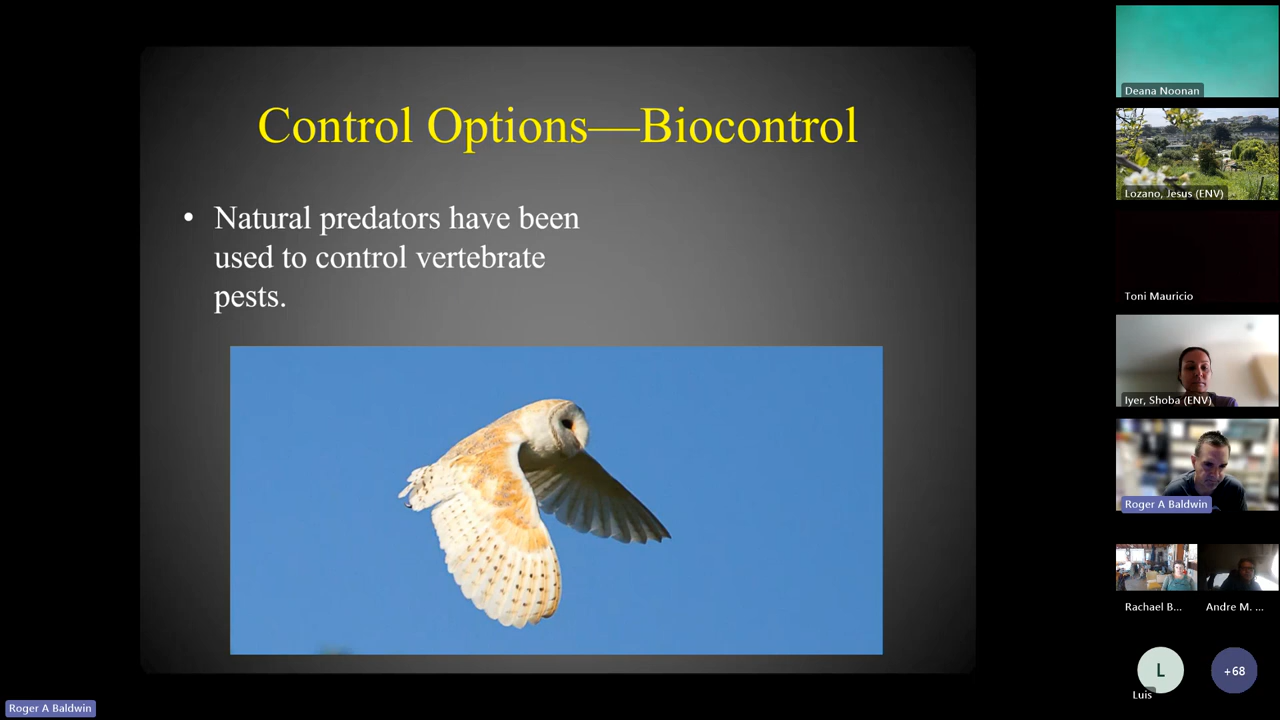 Control Options—Biocontrol
• Natural predators have been
used to control vertebrate
pests.
Deana Noonan
Lozano, Jesus (ENV)
Toni Mauricio
Iyer, Shoba (ENV)
Roger A Baldwin
Rachael B...
Andre M. ...
L
Luis
+68
Roger A Baldwin